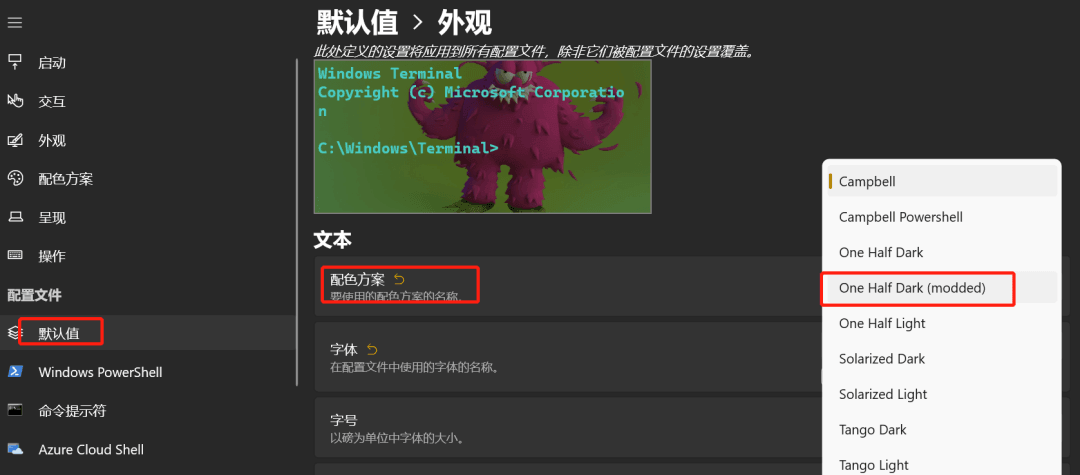 启动
交互
外观
配色方案
呈现
操作
配置文件
默认值
Windows PowerShell
命令提示符
Azure Cloud Shell
默认值 > 外观
此处定义的设置将应用到所有配置文件，除非它们被配置文件的设置覆盖。
Windows Terminal
Copyright (c) Microsoft Corporatio
n
C:\Windows\Terminal>
文本
配色方案
要使用的配色方案的名称。
字体
在配置文件中使用的字体的名称。
字号
以磅为单位中字体的大小。
Campbell
Campbell Powershell
One Half Dark
One Half Dark (modded)
One Half Light
Solarized Dark
Solarized Light
Tango Dark
Tango Light